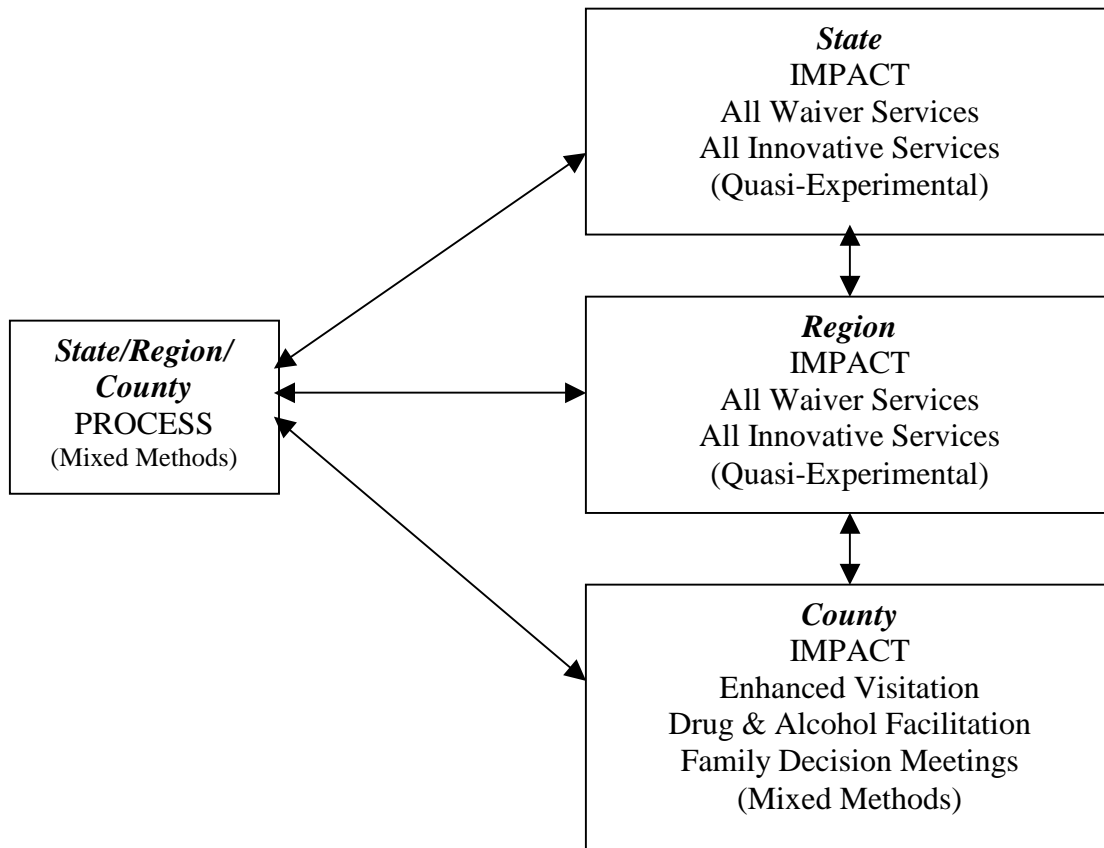 State
IMPACT
All Waiver Services
All Innovative Services
(Quasi-Experimental)
State/Region/
County
PROCESS
(Mixed Methods)
Region
IMPACT
All Waiver Services
All Innovative Services
(Quasi-Experimental)
County
IMPACT
Enhanced Visitation
Drug & Alcohol Facilitation
Family Decision Meetings
(Mixed Methods)